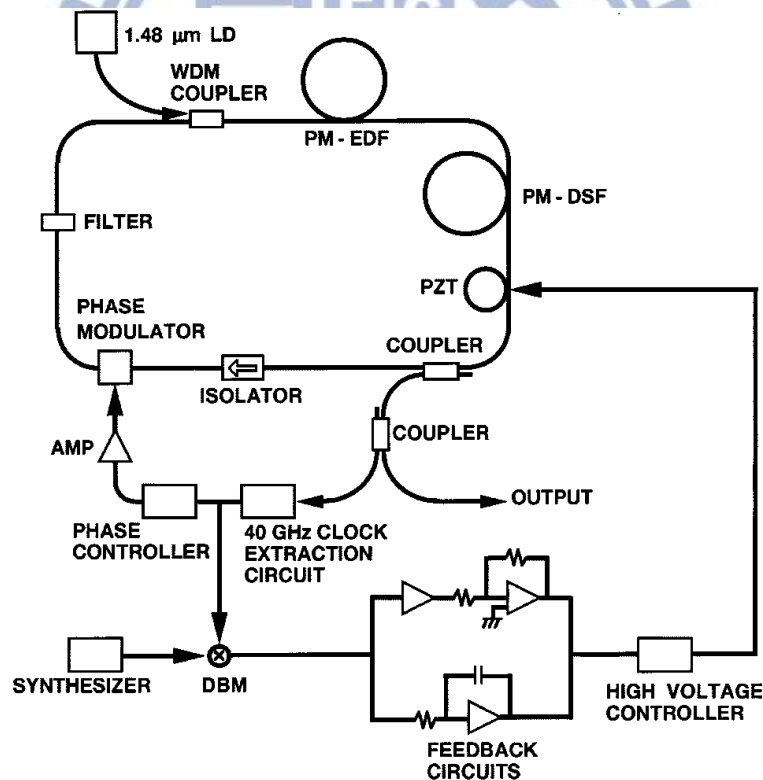 1.48 µm LD
WDM
COUPLER
PM - EDF
PM - DSF
FILTER
PZT
PHASE
MODULATOR
COUPLER
ISOLATOR
COUPLER
AMP
OUTPUT
PHASE
CONTROLLER
40 GHz CLOCK
EXTRACTION
CIRCUIT
SYNTHESIZER
DBM
HIGH VOLTAGE
CONTROLLER
FEEDBACK
CIRCUITS